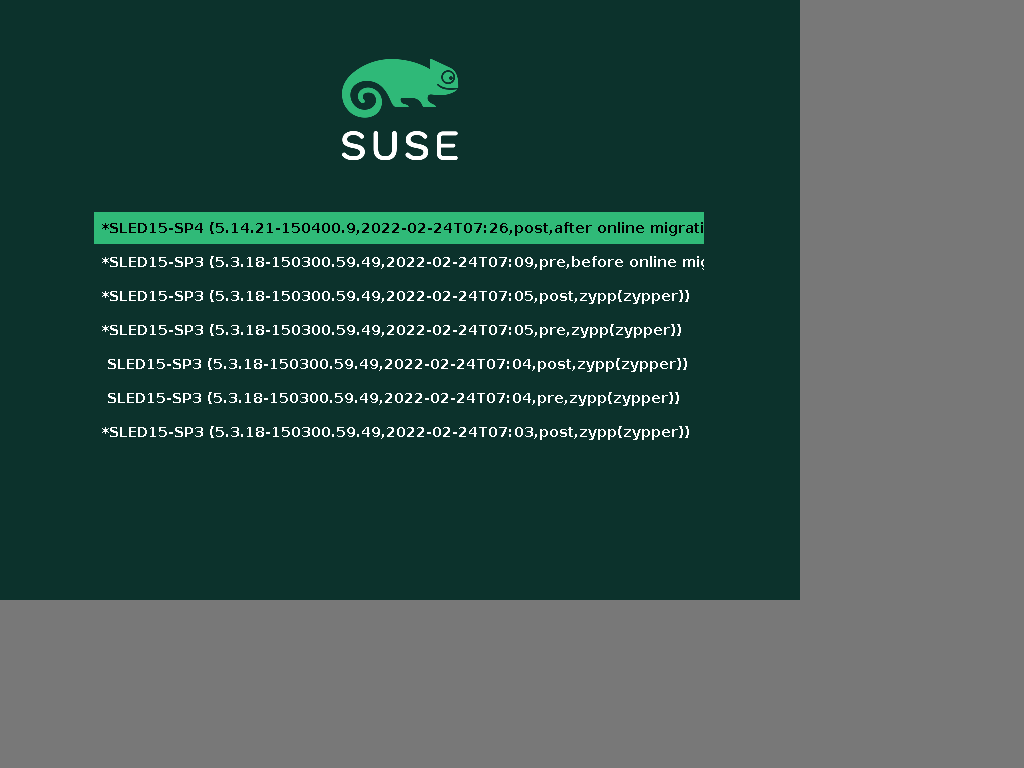 SUSE
*SLED15-SP4 (5.14.21-150400.9,2022-02-24T07:26,post,after online migrati
*SLED15-SP3 (5.3.18-150300.59.49,2022-02-24T07:09,pre,before online mig
*SLED15-SP3 (5.3.18-150300.59.49,2022-02-24T07:05,post,zypp(zypper))
*SLED15-SP3 (5.3.18-150300.59.49,2022-02-24T07:05,pre,zypp(zypper))
SLED15-SP3 (5.3.18-150300.59.49,2022-02-24T07:04,post,zypp(zypper))
SLED15-SP3 (5.3.18-150300.59.49,2022-02-24T07:04,pre,zypp(zypper))
*SLED15-SP3 (5.3.18-150300.59.49,2022-02-24T07:03,post,zypp(zypper))